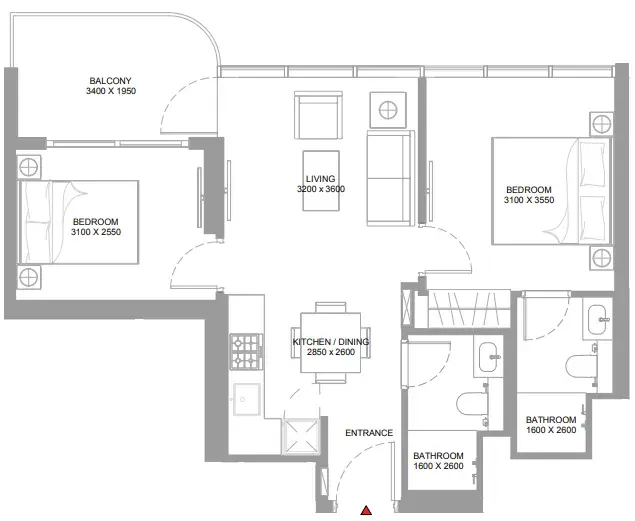 BALCONY
3400 X 1950
LIVING
3200 x 3600
BEDROOM
3100 X 3550
BEDROOM
3100 X 2550
KITCHEN / DINING
2850 x 2600
ENTRANCE
BATHROOM
1600 X 2600
BATHROOM
1600 X 2600